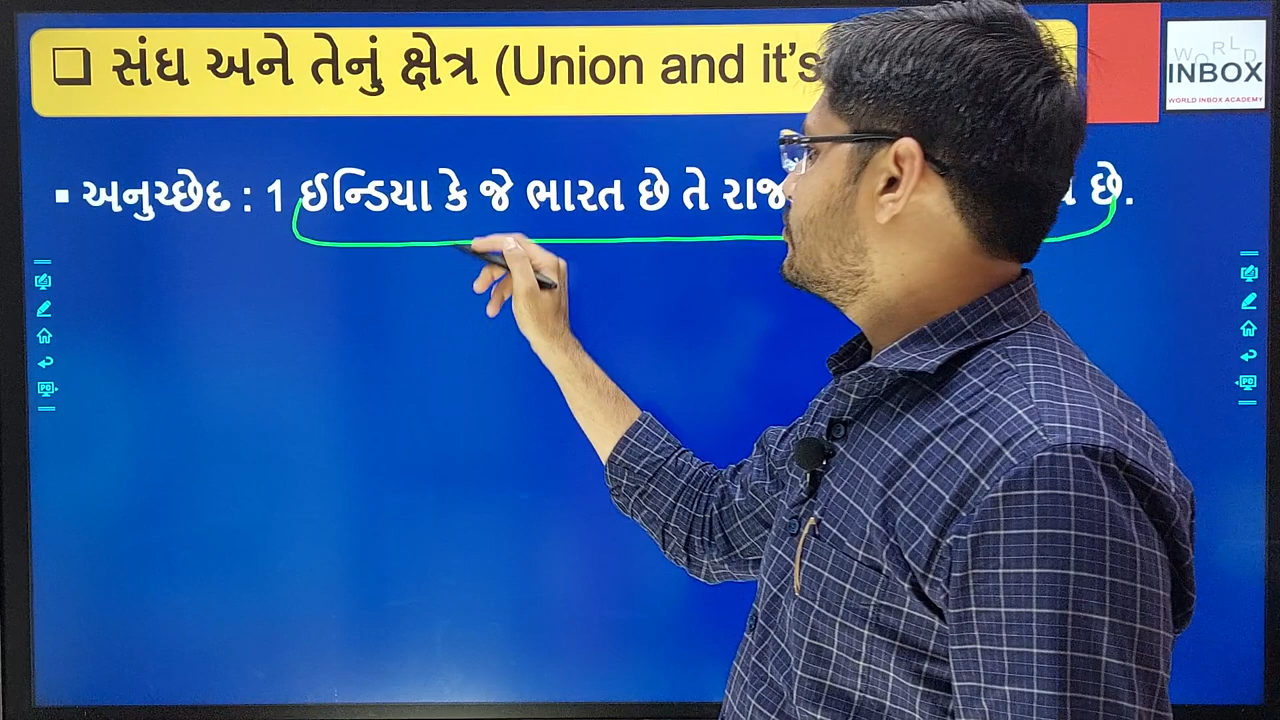 ❑ સંઘ અને તેનું ક્ષેત્ર (Union and it's
▪ અનુચ્છેદ : 1 ઈન્ડિયા કે જે ભારત છે તે છે.
WORLD
INBOX
WORLD INBOX ACADEMY